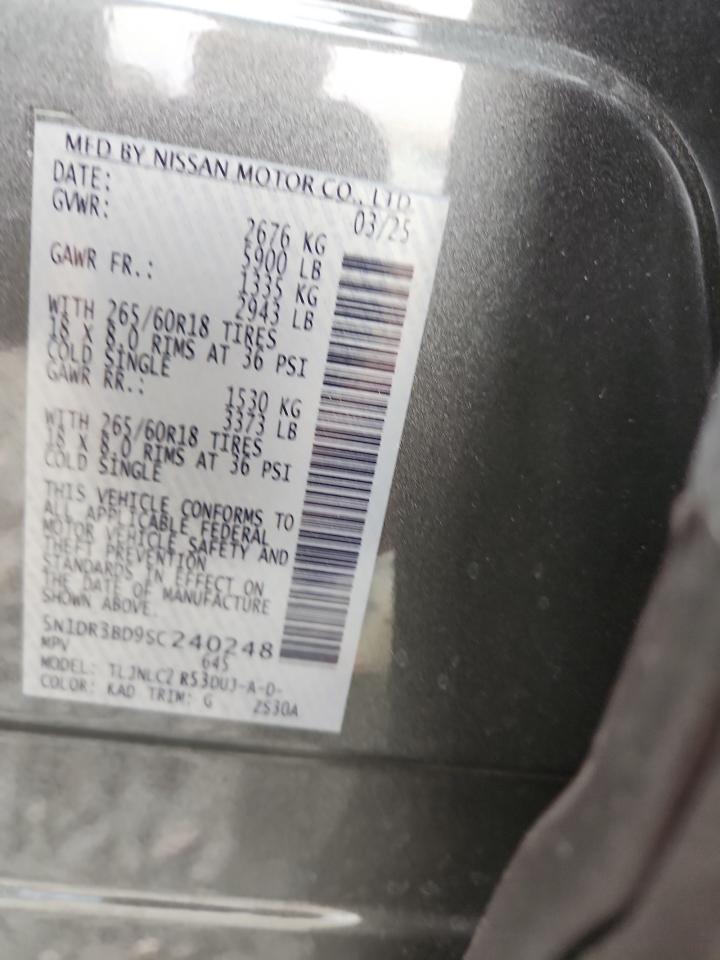 MFD BY NISSAN MOTOR CO., LTD.
DATE: 03/25
GVWR: 2676 KG
5900 LB
GAWR FR.: 1335 KG
2943 LB
WITH 265/60R18 TIRES
18 X 8.0 RIMS AT 36 PSI
COLD SINGLE
GAWR RR.: 1530 KG
3373 LB
WITH 265/60R18 TIRES
18 X 8.0 RIMS AT 36 PSI
COLD SINGLE
THIS VEHICLE CONFORMS TO
ALL APPLICABLE FEDERAL
MOTOR VEHICLE SAFETY AND
THEFT PREVENTION
STANDARDS IN EFFECT ON
THE DATE OF MANUFACTURE
SHOWN ABOVE.
5N1DR3BD9SC240248
MPV 645
MODEL: TLJNLC2 R53DUJ-A-D-
COLOR: KAD TRIM: G 2530A